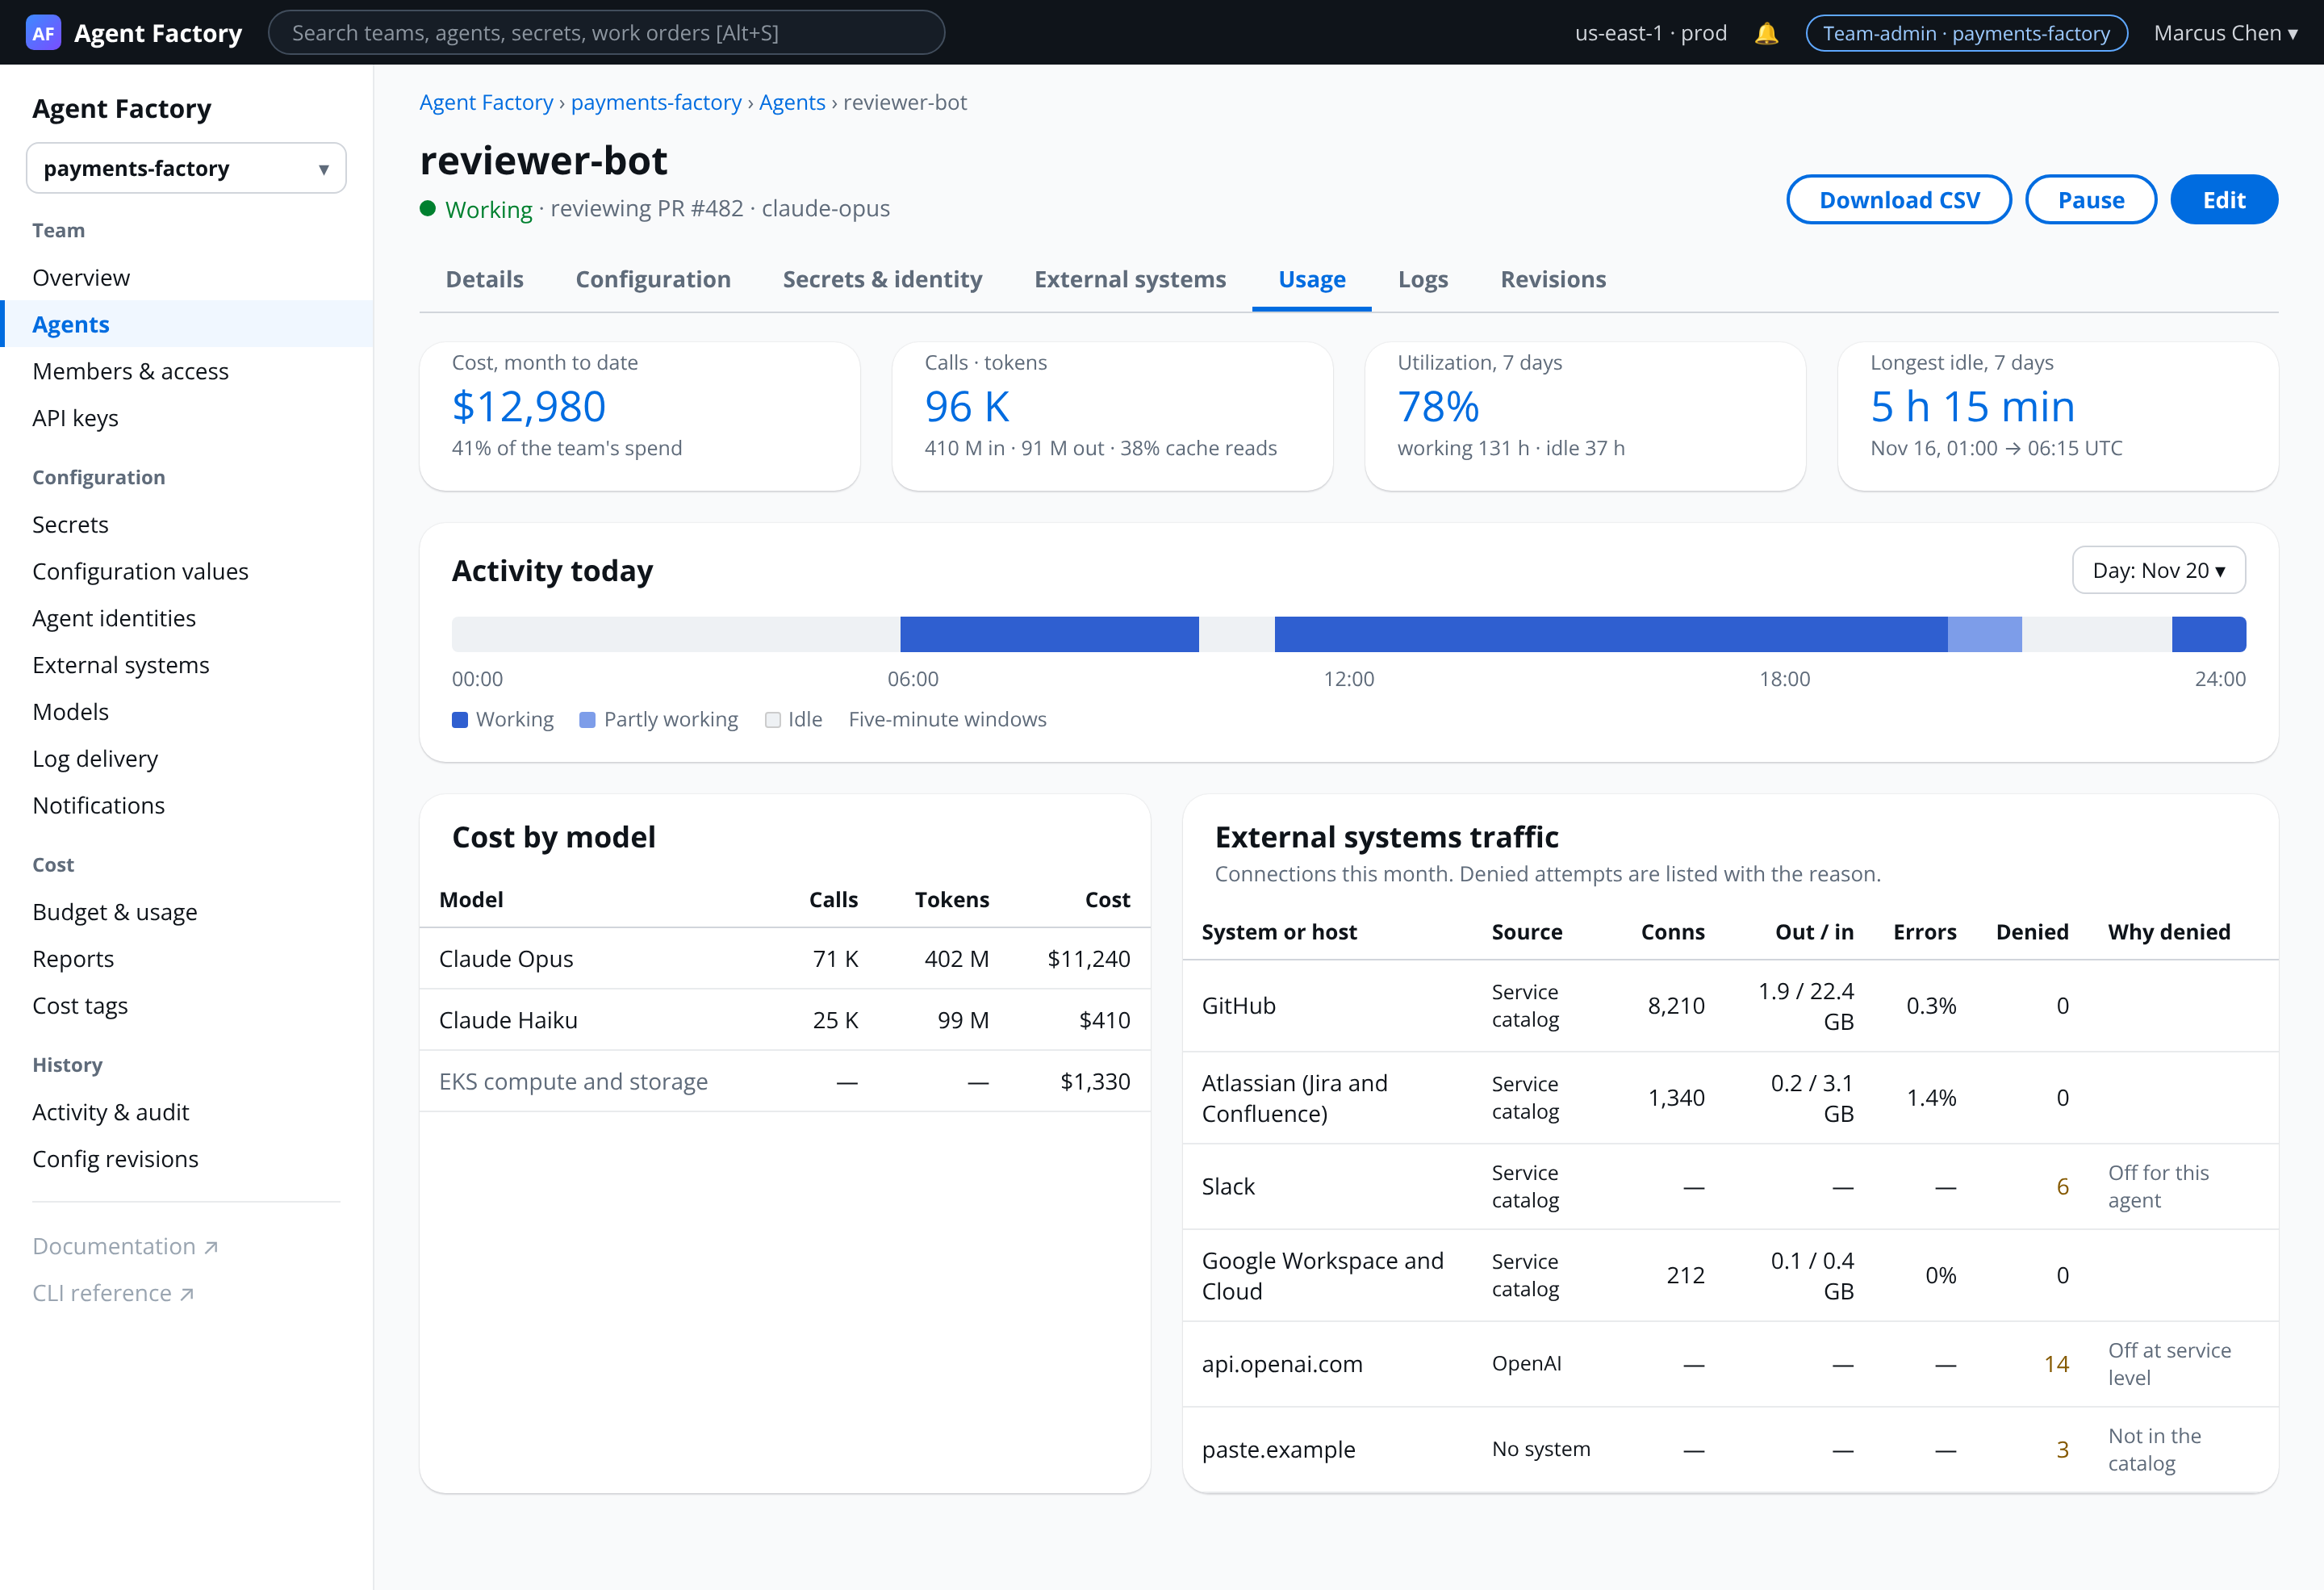 AF Agent Factory
Search teams, agents, secrets, work orders [Alt+S]
us-east-1 · prod
Team-admin · payments-factory
Marcus Chen ▾
Agent Factory
payments-factory ▾
Team
Overview
Agents
Members & access
API keys
Configuration
Secrets
Configuration values
Agent identities
External systems
Models
Log delivery
Notifications
Cost
Budget & usage
Reports
Cost tags
History
Activity & audit
Config revisions
Documentation ↗
CLI reference ↗
Agent Factory › payments-factory › Agents › reviewer-bot
reviewer-bot
Working · reviewing PR #482 · claude-opus
Download CSV
Pause
Edit
Details Configuration Secrets & identity External systems Usage Logs Revisions
Cost, month to date
$12,980
41% of the team's spend
Calls · tokens
96 K
410 M in · 91 M out · 38% cache reads
Utilization, 7 days
78%
working 131 h · idle 37 h
Longest idle, 7 days
5 h 15 min
Nov 16, 01:00 → 06:15 UTC
Activity today
Day: Nov 20 ▾
00:00 06:00 12:00 18:00 24:00
Working Partly working Idle Five-minute windows
Cost by model
Model Calls Tokens Cost
Claude Opus 71 K 402 M $11,240
Claude Haiku 25 K 99 M $410
EKS compute and storage — — $1,330
External systems traffic
Connections this month. Denied attempts are listed with the reason.
System or host Source Conns Out / in Errors Denied Why denied
GitHub Service catalog 8,210 1.9 / 22.4 GB 0.3% 0
Atlassian (Jira and Confluence) Service catalog 1,340 0.2 / 3.1 GB 1.4% 0
Slack Service catalog — — — 6 Off for this agent
Google Workspace and Cloud Service catalog 212 0.1 / 0.4 GB 0% 0
api.openai.com OpenAI — — — 14 Off at service level
paste.example No system — — — 3 Not in the catalog